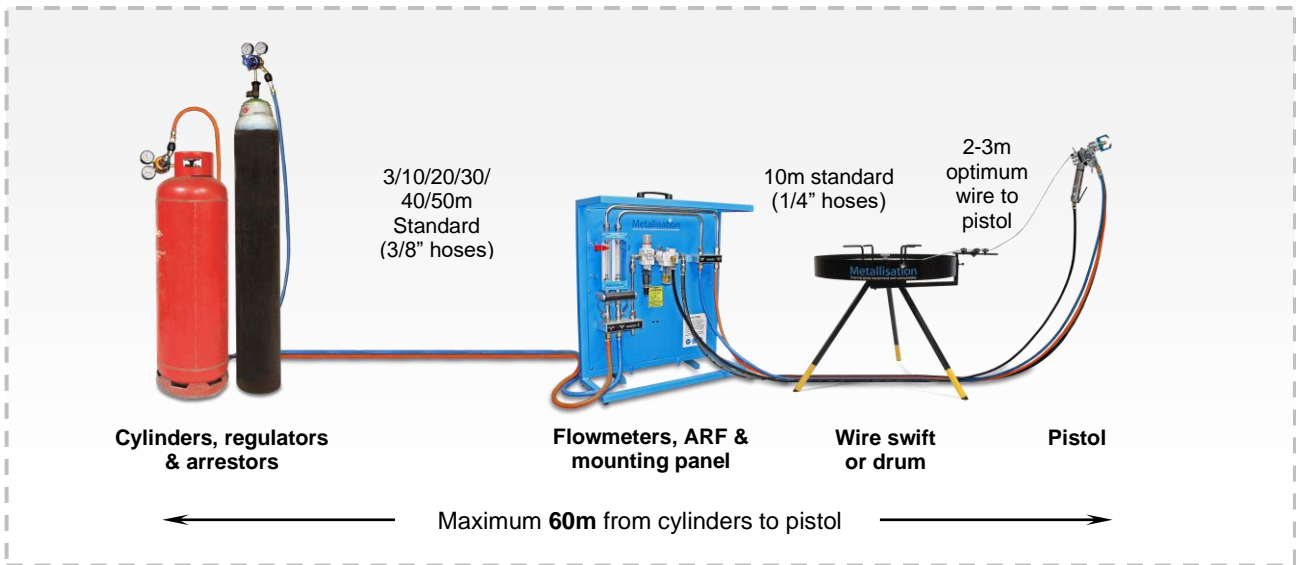 3/10/20/30/
40/50m
Standard
(3/8” hoses)
10m standard
(1/4” hoses)
2-3m
optimum
wire to
pistol
Metallisation
Metallisation
Cylinders, regulators
& arrestors
Flowmeters, ARF &
mounting panel
Wire swift
or drum
Pistol
Maximum 60m from cylinders to pistol